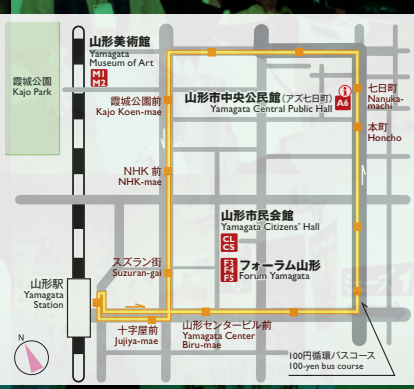 山形美術館
Yamagata
Museum of Art
M1
M2
霞城公園
Kajo Park
霞城公園前
Kajo Koen-mae
山形市中央公民館(アズ七日町)
Yamagata Central Public Hall
i
A6
七日町
Nanuka-
machi
本町
Honcho
NHK 前
NHK-mae
山形市民会館
Yamagata Citizens' Hall
CL
CS
F3
F4
F5
フォーラム山形
Forum Yamagata
スズラン街
Suzuran-gai
山形駅
Yamagata
Station
十字屋前
Jujiya-mae
山形センタービル前
Yamagata Center
Biru-mae
100円循環バスコース
100-yen bus course
N